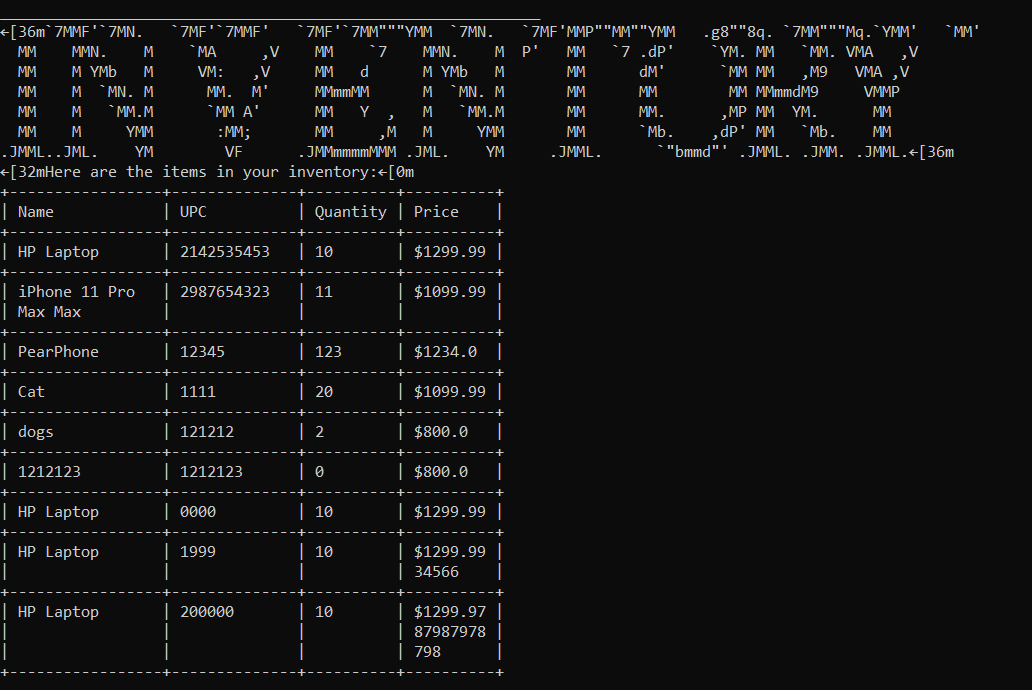 ____________________________________________________________
←[36m`7MMF'`7MN.   `7MF'`7MMF'   `7MF'`7MM"""YMM  `7MN.   `7MF'MMP""MM""YMM   .g8""8q. `7MM"""Mq.`YMM'   `MM'
  MM    MMN.    M    `MA     ,V    MM    `7    MMN.    M  P'   MM   `7 .dP'    `YM. MM   `MM. VMA   ,V
  MM    M YMb   M     VM:   ,V     MM   d      M YMb   M       MM      dM'      `MM MM   ,M9   VMA ,V
  MM    M  `MN. M      MM.  M'     MMmmMM      M  `MN. M       MM      MM        MM MMmmdM9     VMMP
  MM    M   `MM.M      `MM A'      MM   Y  ,   M   `MM.M       MM      MM.      ,MP MM  YM.      MM
  MM    M     YMM       :MM;       MM     ,M   M     YMM       MM      `Mb.    ,dP' MM   `Mb.    MM
.JMML..JML.    YM        VF      .JMMmmmmMMM .JML.    YM     .JMML.      `"bmmd"' .JMML. .JMM. .JMML.←[36m
←[32mHere are the items in your inventory:←[0m
+-----------------+--------------+----------+----------+
| Name            | UPC          | Quantity | Price    |
+-----------------+--------------+----------+----------+
| HP Laptop       | 2142535453   | 10       | $1299.99 |
+-----------------+--------------+----------+----------+
| iPhone 11 Pro   | 2987654323   | 11       | $1099.99 |
| Max Max         |              |          |          |
+-----------------+--------------+----------+----------+
| PearPhone       | 12345        | 123      | $1234.0  |
+-----------------+--------------+----------+----------+
| Cat             | 1111         | 20       | $1099.99 |
+-----------------+--------------+----------+----------+
| dogs            | 121212       | 2        | $800.0   |
+-----------------+--------------+----------+----------+
| 1212123         | 1212123      | 0        | $800.0   |
+-----------------+--------------+----------+----------+
| HP Laptop       | 0000         | 10       | $1299.99 |
+-----------------+--------------+----------+----------+
| HP Laptop       | 1999         | 10       | $1299.99 |
|                 |              |          | 34566    |
+-----------------+--------------+----------+----------+
| HP Laptop       | 200000       | 10       | $1299.97 |
|                 |              |          | 87987978 |
|                 |              |          | 798      |
+-----------------+--------------+----------+----------+